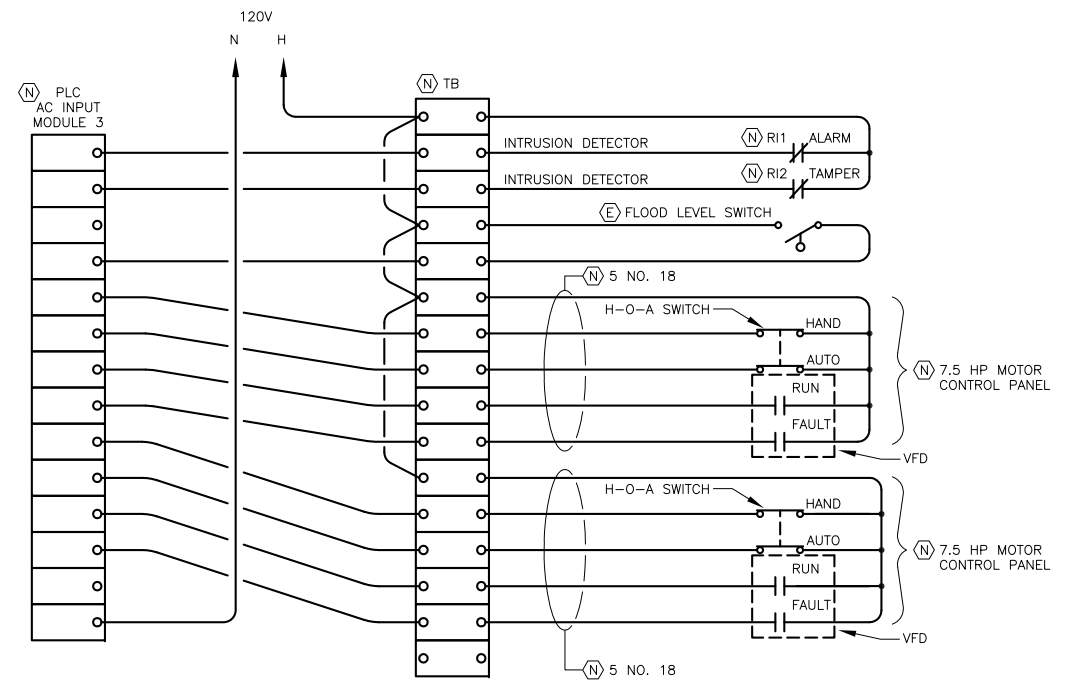 120V
N H
N PLC
AC INPUT
MODULE 3
N TB
INTRUSION DETECTOR N RI1 ALARM
INTRUSION DETECTOR N RI2 TAMPER
E FLOOD LEVEL SWITCH
N 5 NO. 18
H-O-A SWITCH
HAND
AUTO
RUN
FAULT
VFD
N 7.5 HP MOTOR
CONTROL PANEL
H-O-A SWITCH
HAND
AUTO
RUN
FAULT
VFD
N 7.5 HP MOTOR
CONTROL PANEL
N 5 NO. 18